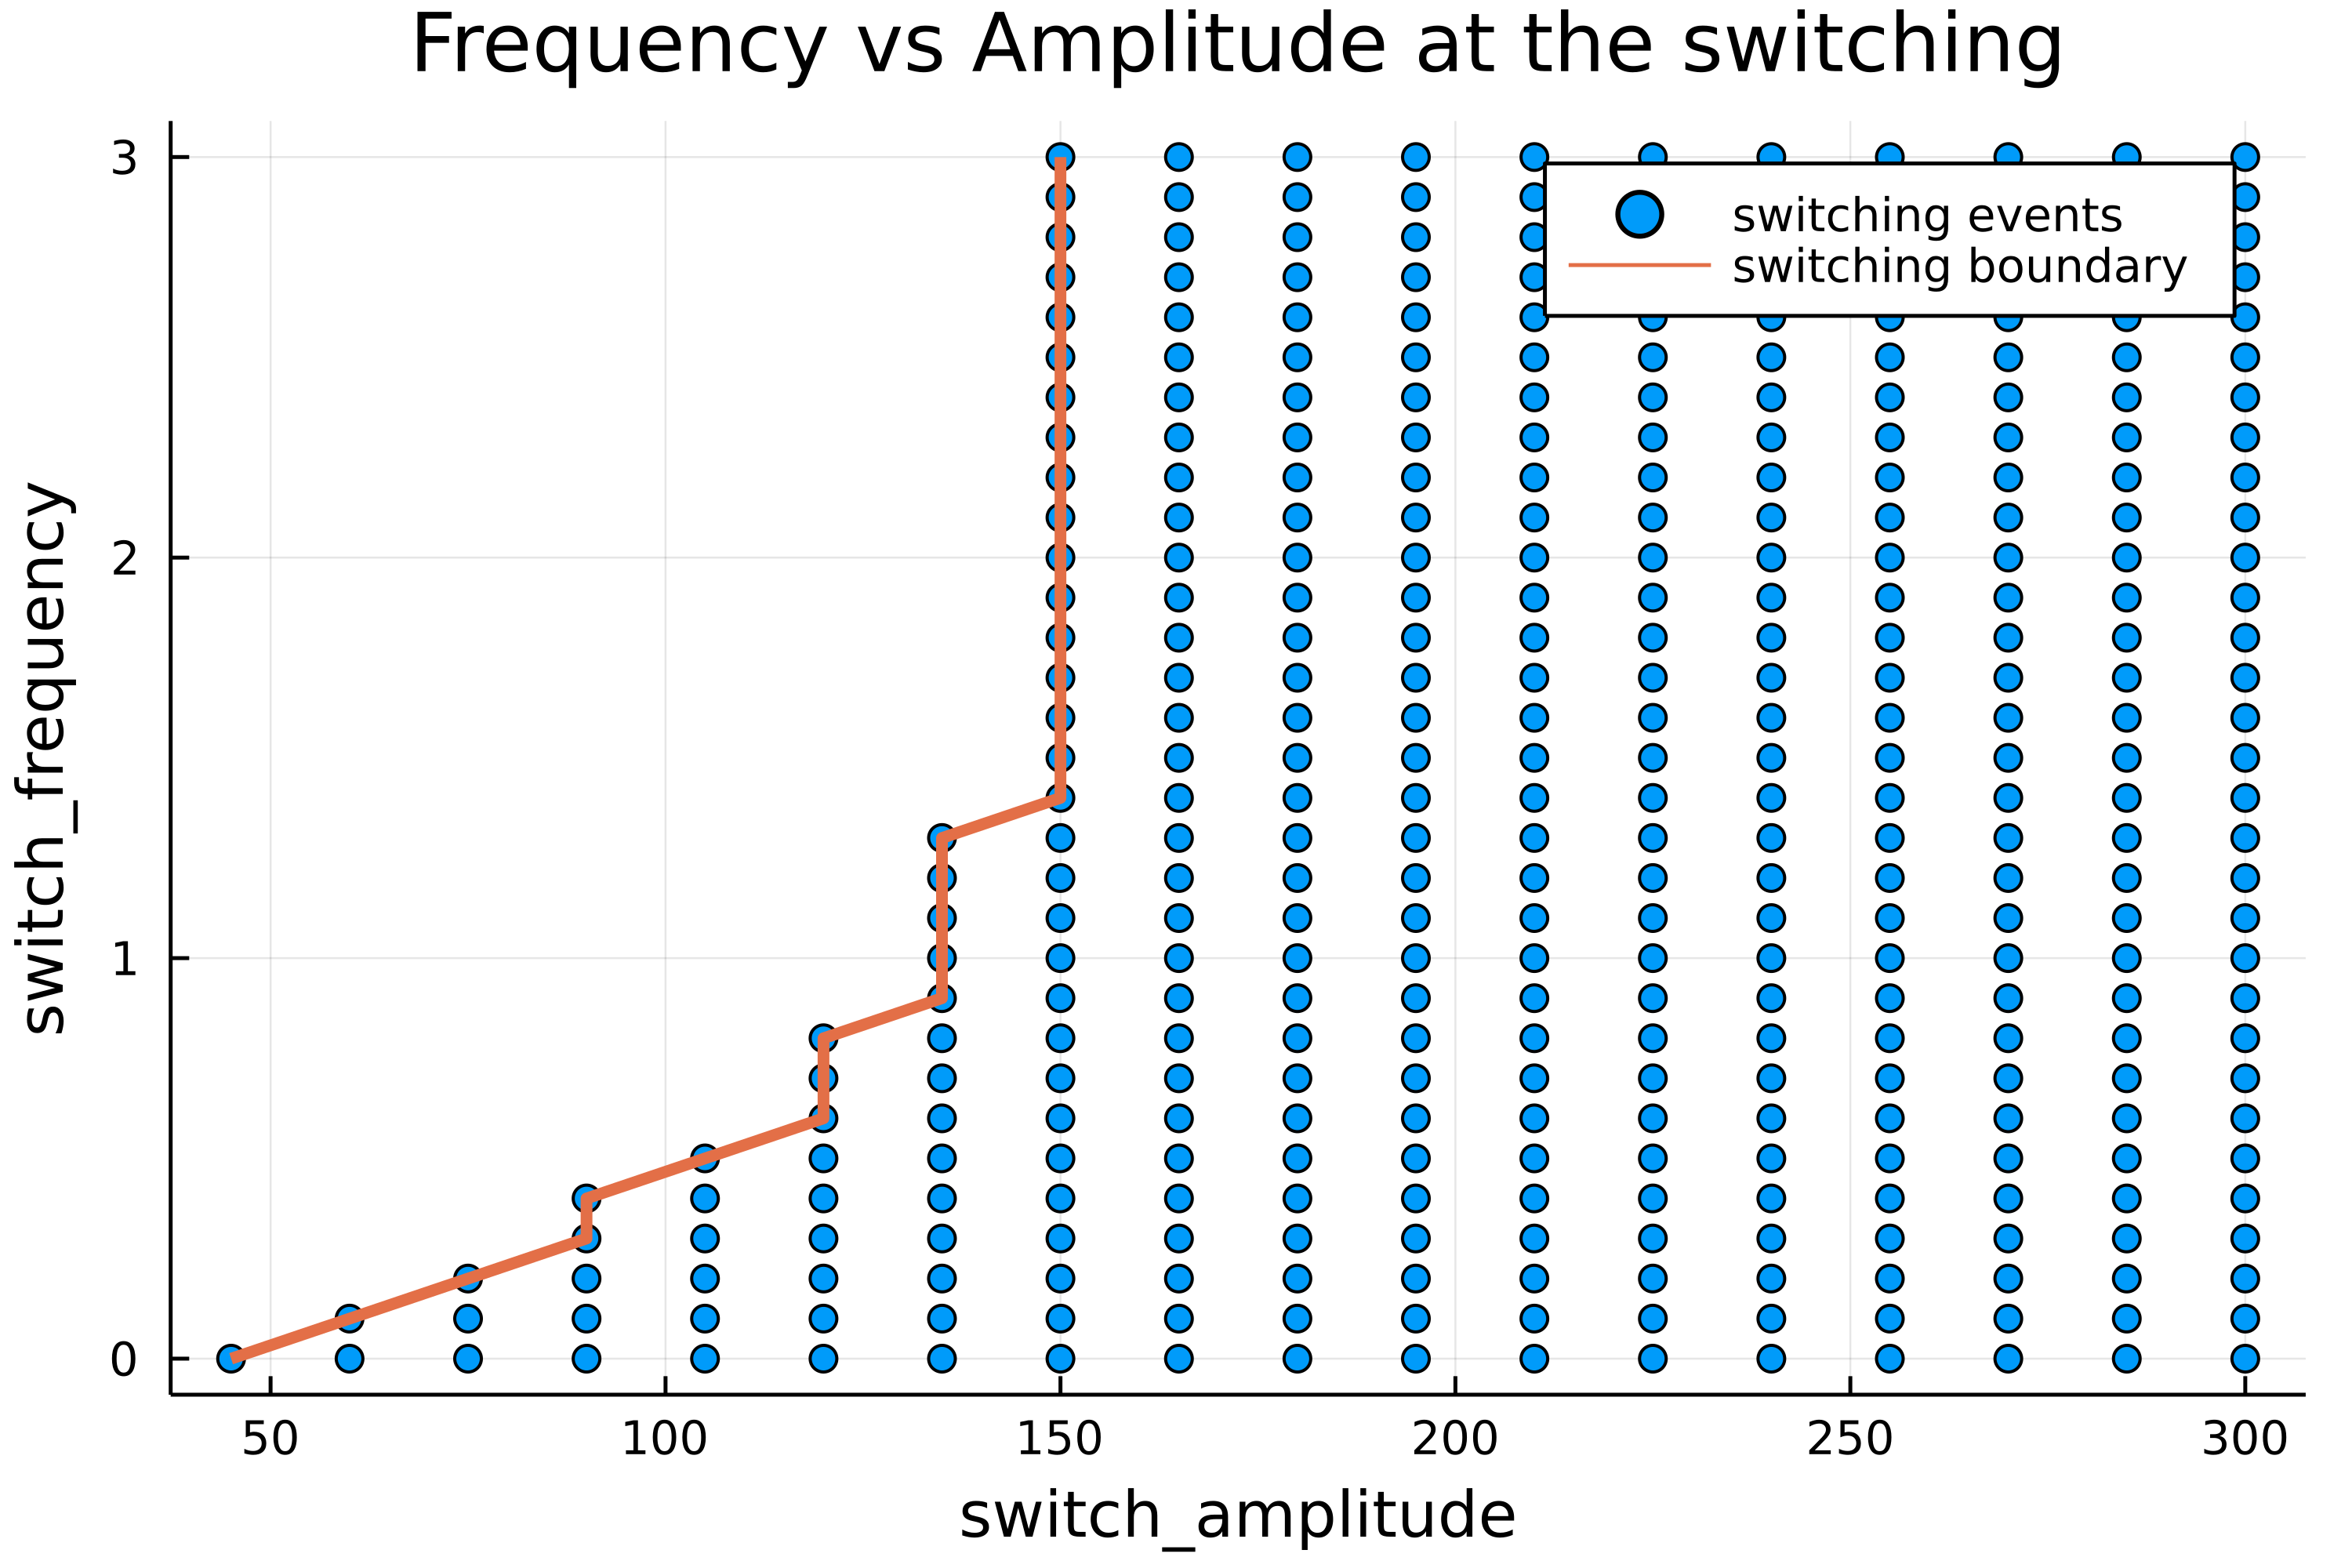 Frequency vs Amplitude at the switching
switching events
switching boundary
3
2
1
0
switch_frequency
50 100 150 200 250 300
switch_amplitude